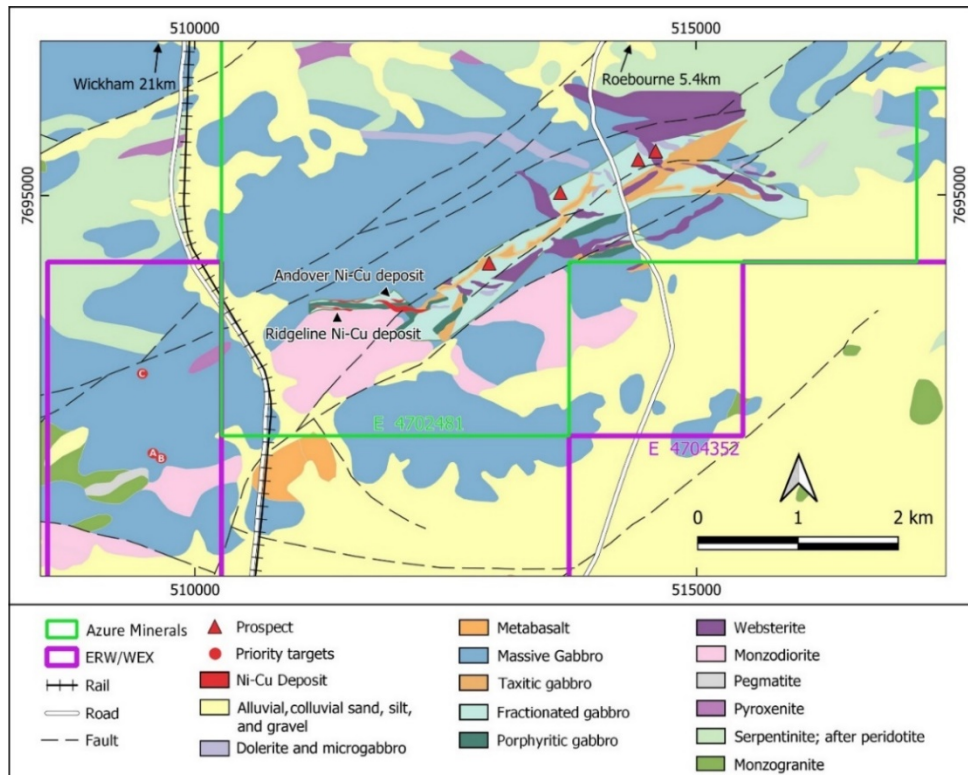 510000
515000
Wickham 21km
Roebourne 5.4km
7695000
7695000
Andover Ni-Cu deposit
Ridgeline Ni-Cu deposit
C
A
B
E 4702481
E 4704352
0 1 2 km
510000
515000
Azure Minerals
ERW/WEX
Rail
Road
Fault
Prospect
Priority targets
Ni-Cu Deposit
Alluvial,colluvial sand, silt,
and gravel
Dolerite and microgabbro
Metabasalt
Massive Gabbro
Taxitic gabbro
Fractionated gabbro
Porphyritic gabbro
Websterite
Monzodiorite
Pegmatite
Pyroxenite
Serpentinite; after peridotite
Monzogranite